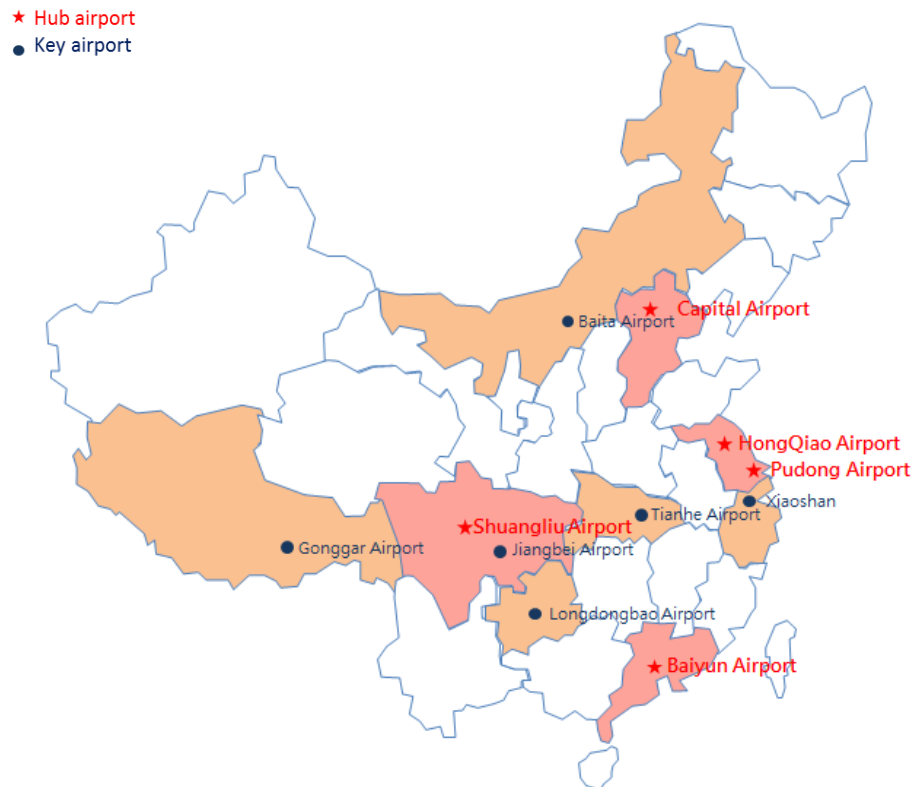 Hub airport
Key airport
Capital Airport
Baita Airport
HongQiao Airport
Pudong Airport
Xiaoshan
Tianhe Airport
Shuangliu Airport
Gonggar Airport
Jiangbei Airport
Longdongbao Airport
Baiyun Airport